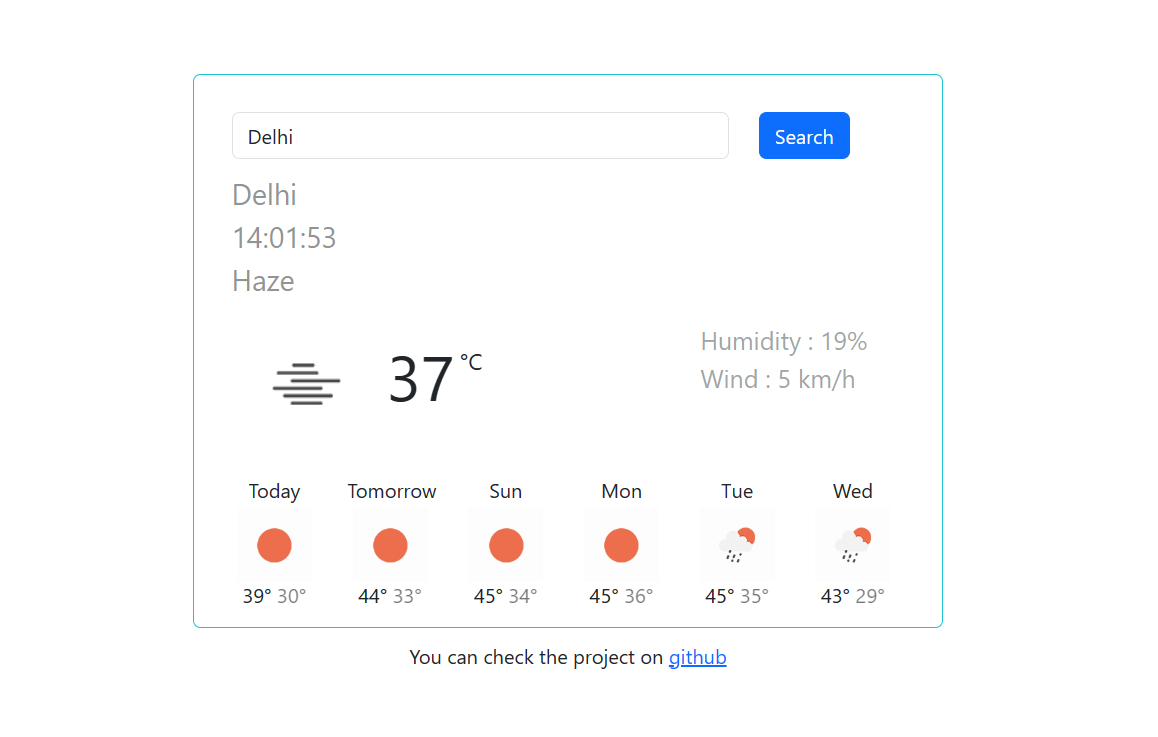 Delhi
Search
Delhi
14:01:53
Haze
37 °C
Humidity : 19%
Wind : 5 km/h
Today Tomorrow Sun Mon Tue Wed
39° 30° 44° 33° 45° 34° 45° 36° 45° 35° 43° 29°
You can check the project on github